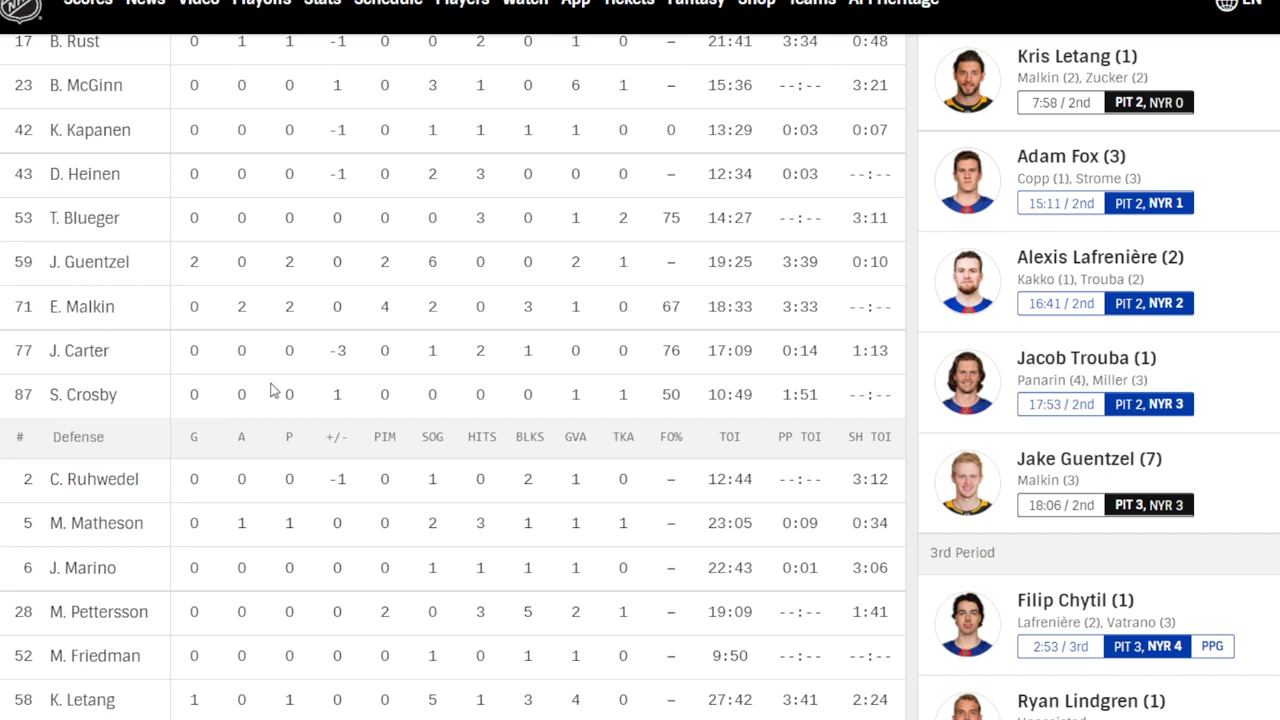 Scores News Video Playoffs Stats Schedule Players Watch App Tickets Fantasy Shop Teams All Heritage EN
17 B. Rust 0 1 1 -1 0 0 2 0 1 0 – 21:41 3:34 0:48
23 B. McGinn 0 0 0 1 0 3 1 0 6 1 – 15:36 --:-- 3:21
42 K. Kapanen 0 0 0 -1 0 1 1 1 1 0 0 13:29 0:03 0:07
43 D. Heinen 0 0 0 -1 0 2 3 0 0 0 – 12:34 0:03 --:--
53 T. Blueger 0 0 0 0 0 0 3 0 1 2 75 14:27 --:-- 3:11
59 J. Guentzel 2 0 2 0 2 6 0 0 2 1 – 19:25 3:39 0:10
71 E. Malkin 0 2 2 0 4 2 0 3 1 0 67 18:33 3:33 --:--
77 J. Carter 0 0 0 -3 0 1 2 1 0 0 76 17:09 0:14 1:13
87 S. Crosby 0 0 0 1 0 0 0 0 1 1 50 10:49 1:51 --:--
# Defense G A P +/- PIM SOG HITS BLKS GVA TKA FO% TOI PP TOI SH TOI
2 C. Ruhwedel 0 0 0 -1 0 1 0 2 1 0 – 12:44 --:-- 3:12
5 M. Matheson 0 1 1 0 0 2 3 1 1 1 – 23:05 0:09 0:34
6 J. Marino 0 0 0 0 0 1 1 1 1 0 – 22:43 0:01 3:06
28 M. Pettersson 0 0 0 0 2 0 3 5 2 1 – 19:09 --:-- 1:41
52 M. Friedman 0 0 0 0 0 1 0 1 1 0 – 9:50 --:-- --:--
58 K. Letang 1 0 1 0 0 5 1 3 4 0 – 27:42 3:41 2:24
Kris Letang (1)
Malkin (2), Zucker (2)
7:58 / 2nd PIT 2, NYR 0
Adam Fox (3)
Copp (1), Strome (3)
15:11 / 2nd PIT 2, NYR 1
Alexis Lafrenière (2)
Kakko (1), Trouba (2)
16:41 / 2nd PIT 2, NYR 2
Jacob Trouba (1)
Panarin (4), Miller (3)
17:53 / 2nd PIT 2, NYR 3
Jake Guentzel (7)
Malkin (3)
18:06 / 2nd PIT 3, NYR 3
3rd Period
Filip Chytil (1)
Lafrenière (2), Vatrano (3)
2:53 / 3rd PIT 3, NYR 4 PPG
Ryan Lindgren (1)